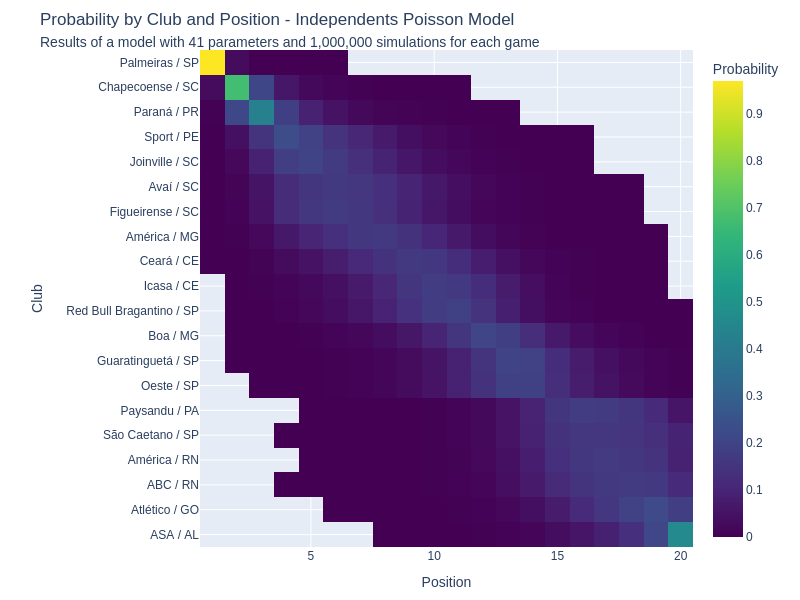 Probability by Club and Position - Independents Poisson Model
Results of a model with 41 parameters and 1,000,000 simulations for each game
Probability
Palmeiras / SP
Chapecoense / SC
Paraná / PR
Sport / PE
Joinville / SC
Avaí / SC
Figueirense / SC
América / MG
Ceará / CE
Icasa / CE
Red Bull Bragantino / SP
Boa / MG
Guaratinguetá / SP
Oeste / SP
Paysandu / PA
São Caetano / SP
América / RN
ABC / RN
Atlético / GO
ASA / AL
Club
5
10
15
20
Position
0.9
0.8
0.7
0.6
0.5
0.4
0.3
0.2
0.1
0